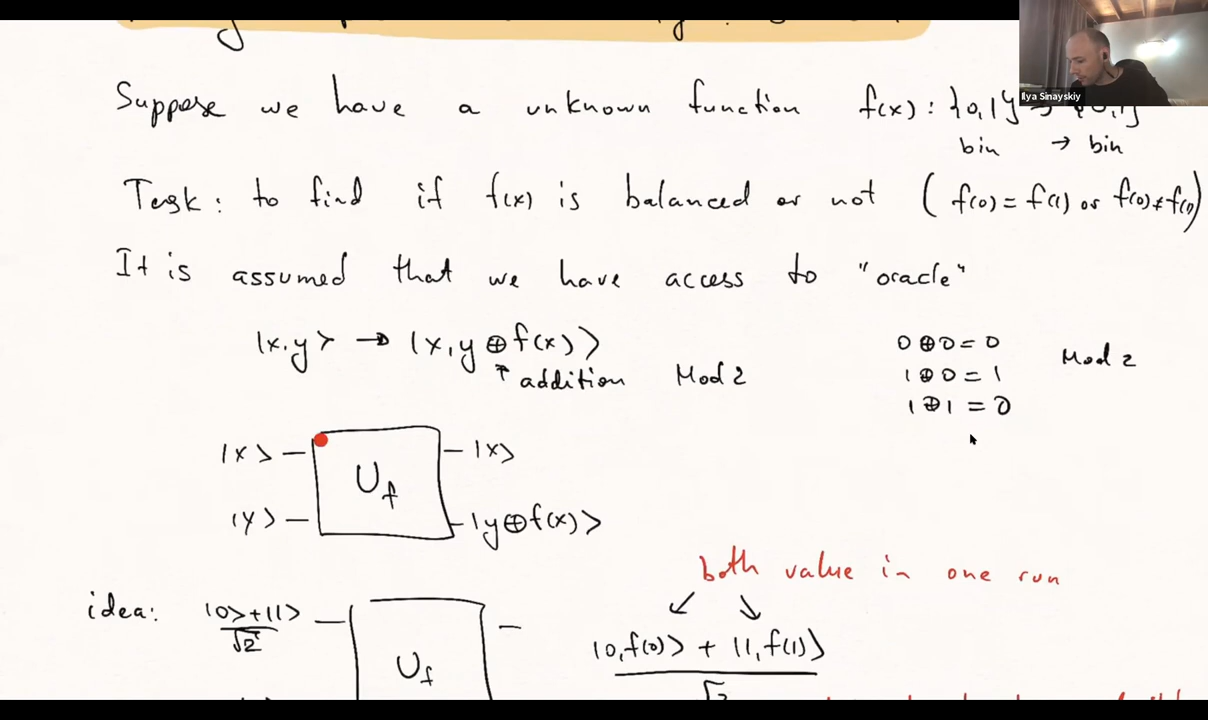 Suppose we have a unknown function f(x) : {0,1} → {0,1}
bin → bin
Task: to find if f(x) is balanced or not (f(0) = f(1) or f(0) ≠ f(1))
It is assumed that we have access to "oracle"
|x,y> → |x,y ⊕ f(x)>
↑ addition Mod 2
0 ⊕ 0 = 0
1 ⊕ 0 = 1
1 ⊕ 1 = 0
Mod 2
|x> — U_f — |x>
|y> — — |y ⊕ f(x)>
both value in one run
idea: |0>+|1> / √2 — U_f —
|0,f(0)> + |1,f(1)>
√2
Ilya Sinayskiy